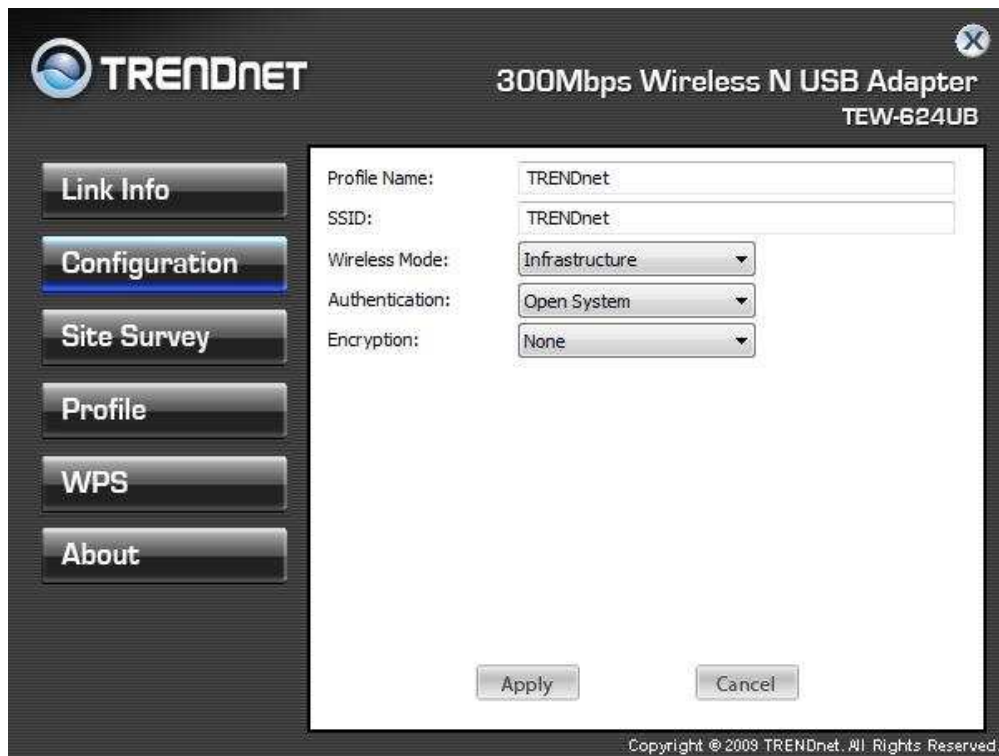 TRENDnet
300Mbps Wireless N USB Adapter
TEW-624UB
Link Info
Configuration
Site Survey
Profile
WPS
About
Profile Name: TRENDnet
SSID: TRENDnet
Wireless Mode: Infrastructure
Authentication: Open System
Encryption: None
Apply Cancel
Copyright © 2009 TRENDnet. All Rights Reserved